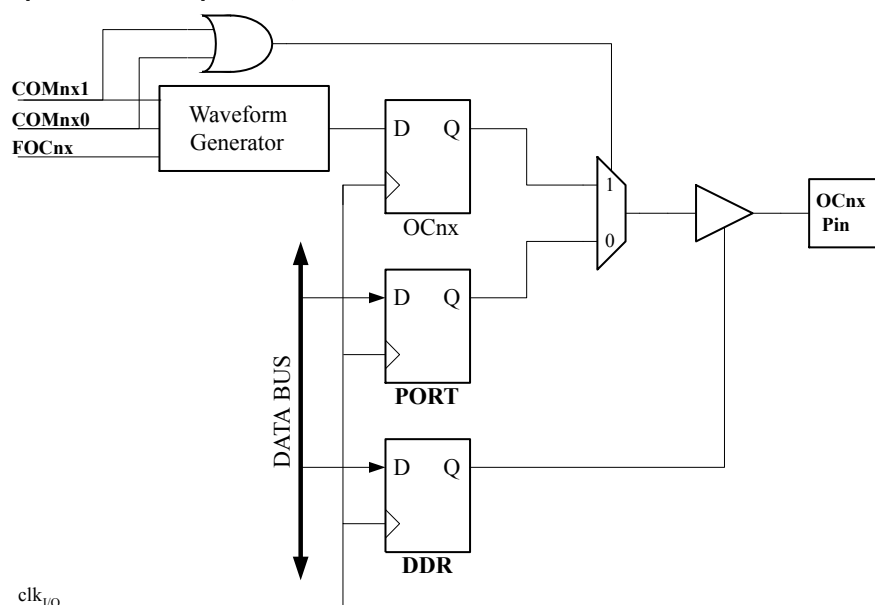 COMnx1
COMnx0
FOCnx
Waveform
Generator
D Q
OCnx
1
0
OCnx
Pin
D Q
PORT
DATA BUS
D Q
DDR
clkI/O